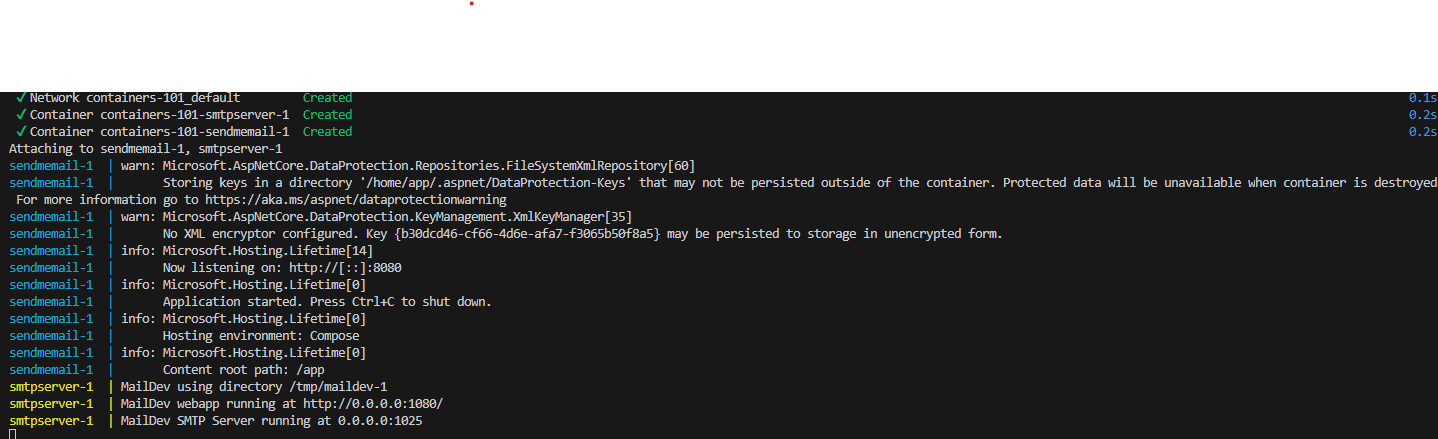 ✓ Network containers-101_default Created 0.1s
✓ Container containers-101-smtpserver-1 Created 0.2s
✓ Container containers-101-sendmemail-1 Created 0.2s
Attaching to sendmemail-1, smtpserver-1
sendmemail-1 | warn: Microsoft.AspNetCore.DataProtection.Repositories.FileSystemXmlRepository[60]
sendmemail-1 | Storing keys in a directory '/home/app/.aspnet/DataProtection-Keys' that may not be persisted outside of the container. Protected data will be unavailable when container is destroyed
For more information go to https://aka.ms/aspnet/dataprotectionwarning
sendmemail-1 | warn: Microsoft.AspNetCore.DataProtection.KeyManagement.XmlKeyManager[35]
sendmemail-1 | No XML encryptor configured. Key {b30dcd46-cf66-4d6e-afa7-f3065b50f8a5} may be persisted to storage in unencrypted form.
sendmemail-1 | info: Microsoft.Hosting.Lifetime[14]
sendmemail-1 | Now listening on: http://[::]:8080
sendmemail-1 | info: Microsoft.Hosting.Lifetime[0]
sendmemail-1 | Application started. Press Ctrl+C to shut down.
sendmemail-1 | info: Microsoft.Hosting.Lifetime[0]
sendmemail-1 | Hosting environment: Compose
sendmemail-1 | info: Microsoft.Hosting.Lifetime[0]
sendmemail-1 | Content root path: /app
smtpserver-1 | MailDev using directory /tmp/maildev-1
smtpserver-1 | MailDev webapp running at http://0.0.0.0:1080/
smtpserver-1 | MailDev SMTP Server running at 0.0.0.0:1025